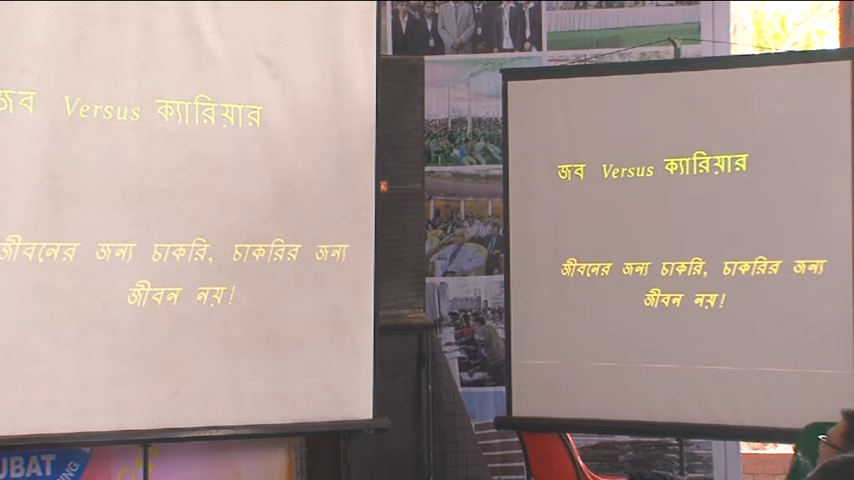 জব Versus ক্যারিয়ার
জীবনের জন্য চাকরি, চাকরির জন্য
জীবন নয়!
জব Versus ক্যারিয়ার
জীবনের জন্য চাকরি, চাকরির জন্য
জীবন নয়!
UBAT